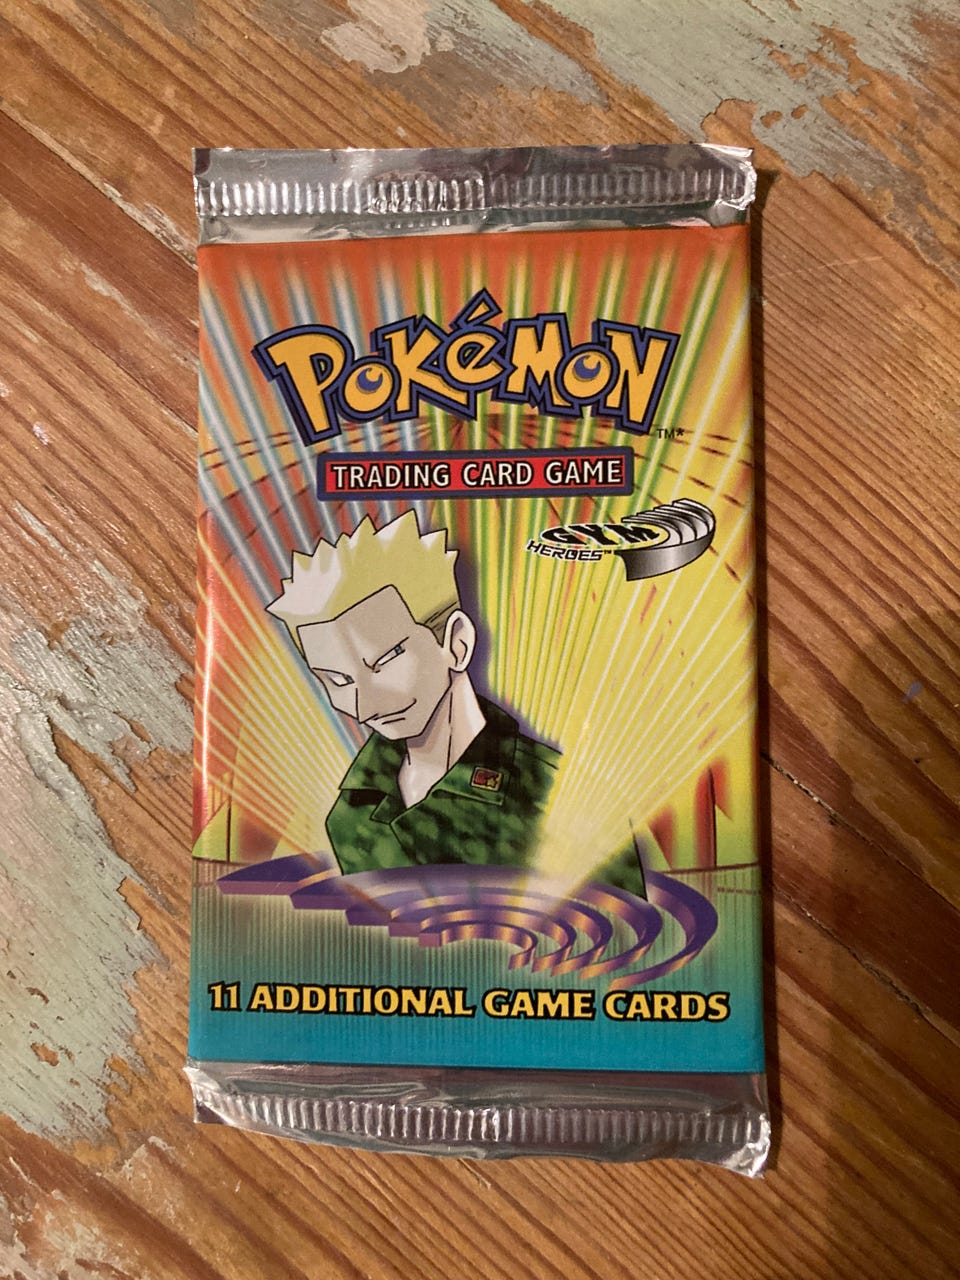 POKéMON
TM*
TRADING CARD GAME
GYM
HEROES™
11 ADDITIONAL GAME CARDS